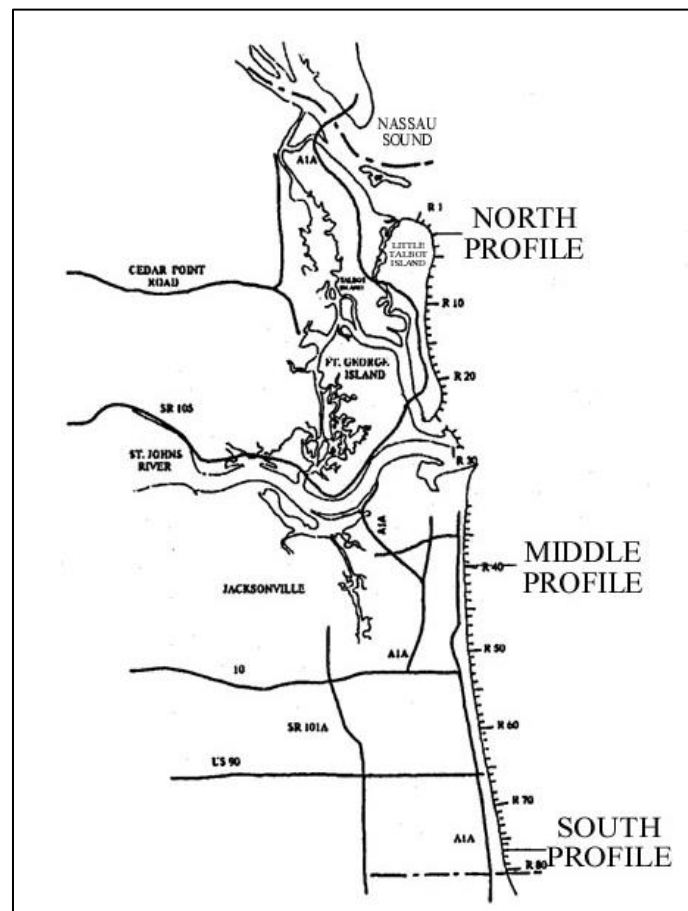 NASSAU
SOUND
A1A
R 1
NORTH
PROFILE
LITTLE
TALBOT
ISLAND
CEDAR POINT
ROAD
TALBOT
ISLAND
R 10
FT. GEORGE
ISLAND
R 20
SR 105
ST. JOHNS
RIVER
R 30
A1A
MIDDLE
PROFILE
R 40
JACKSONVILLE
A1A
R 50
10
SR 101A
R 60
US 90
R 70
A1A
SOUTH
PROFILE
R 80